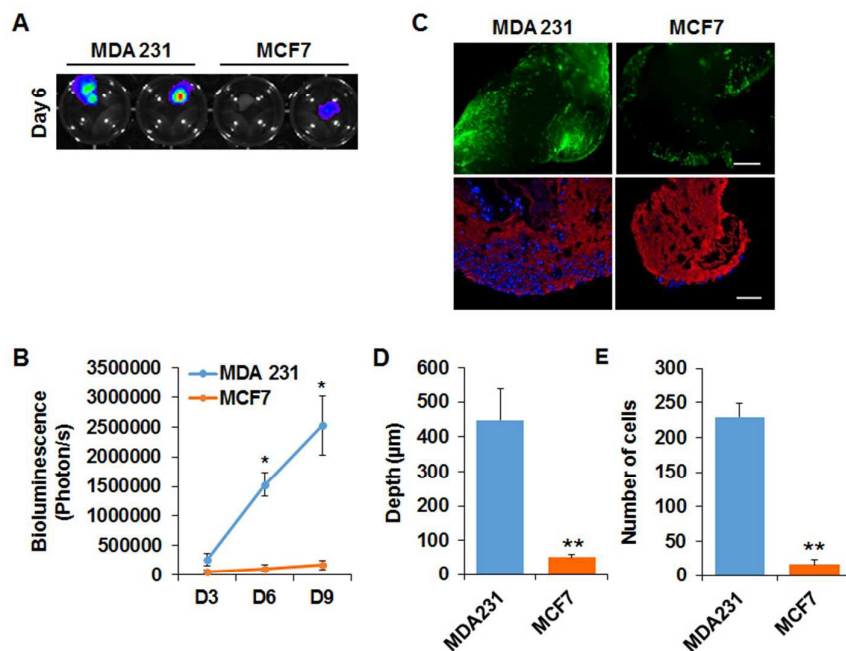 A
MDA 231 MCF7
Day 6
B
Bioluminescence
(Photon/s)
3500000
3000000
2500000
2000000
1500000
1000000
500000
0
MDA 231
MCF7
*
*
D3 D6 D9
C
MDA 231 MCF7
D
Depth (µm)
600
500
400
300
200
100
0
**
MDA231 MCF7
E
Number of cells
300
250
200
150
100
50
0
**
MDA231 MCF7